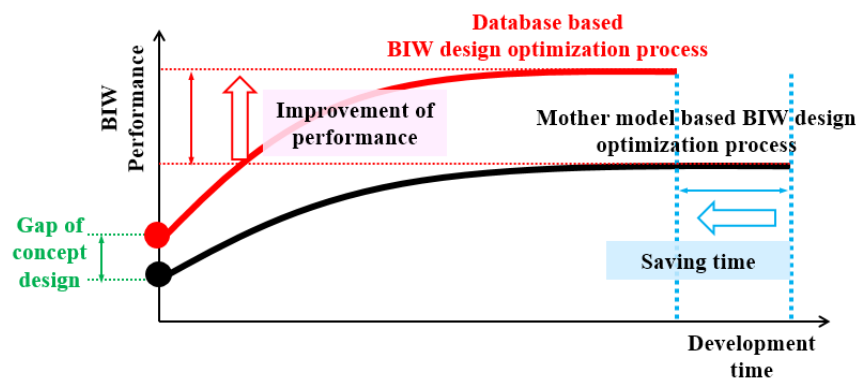 Database based
BIW design optimization process
BIW
Performance
Improvement of
performance
Mother model based BIW design
optimization process
Gap of
concept
design
Saving time
Development
time